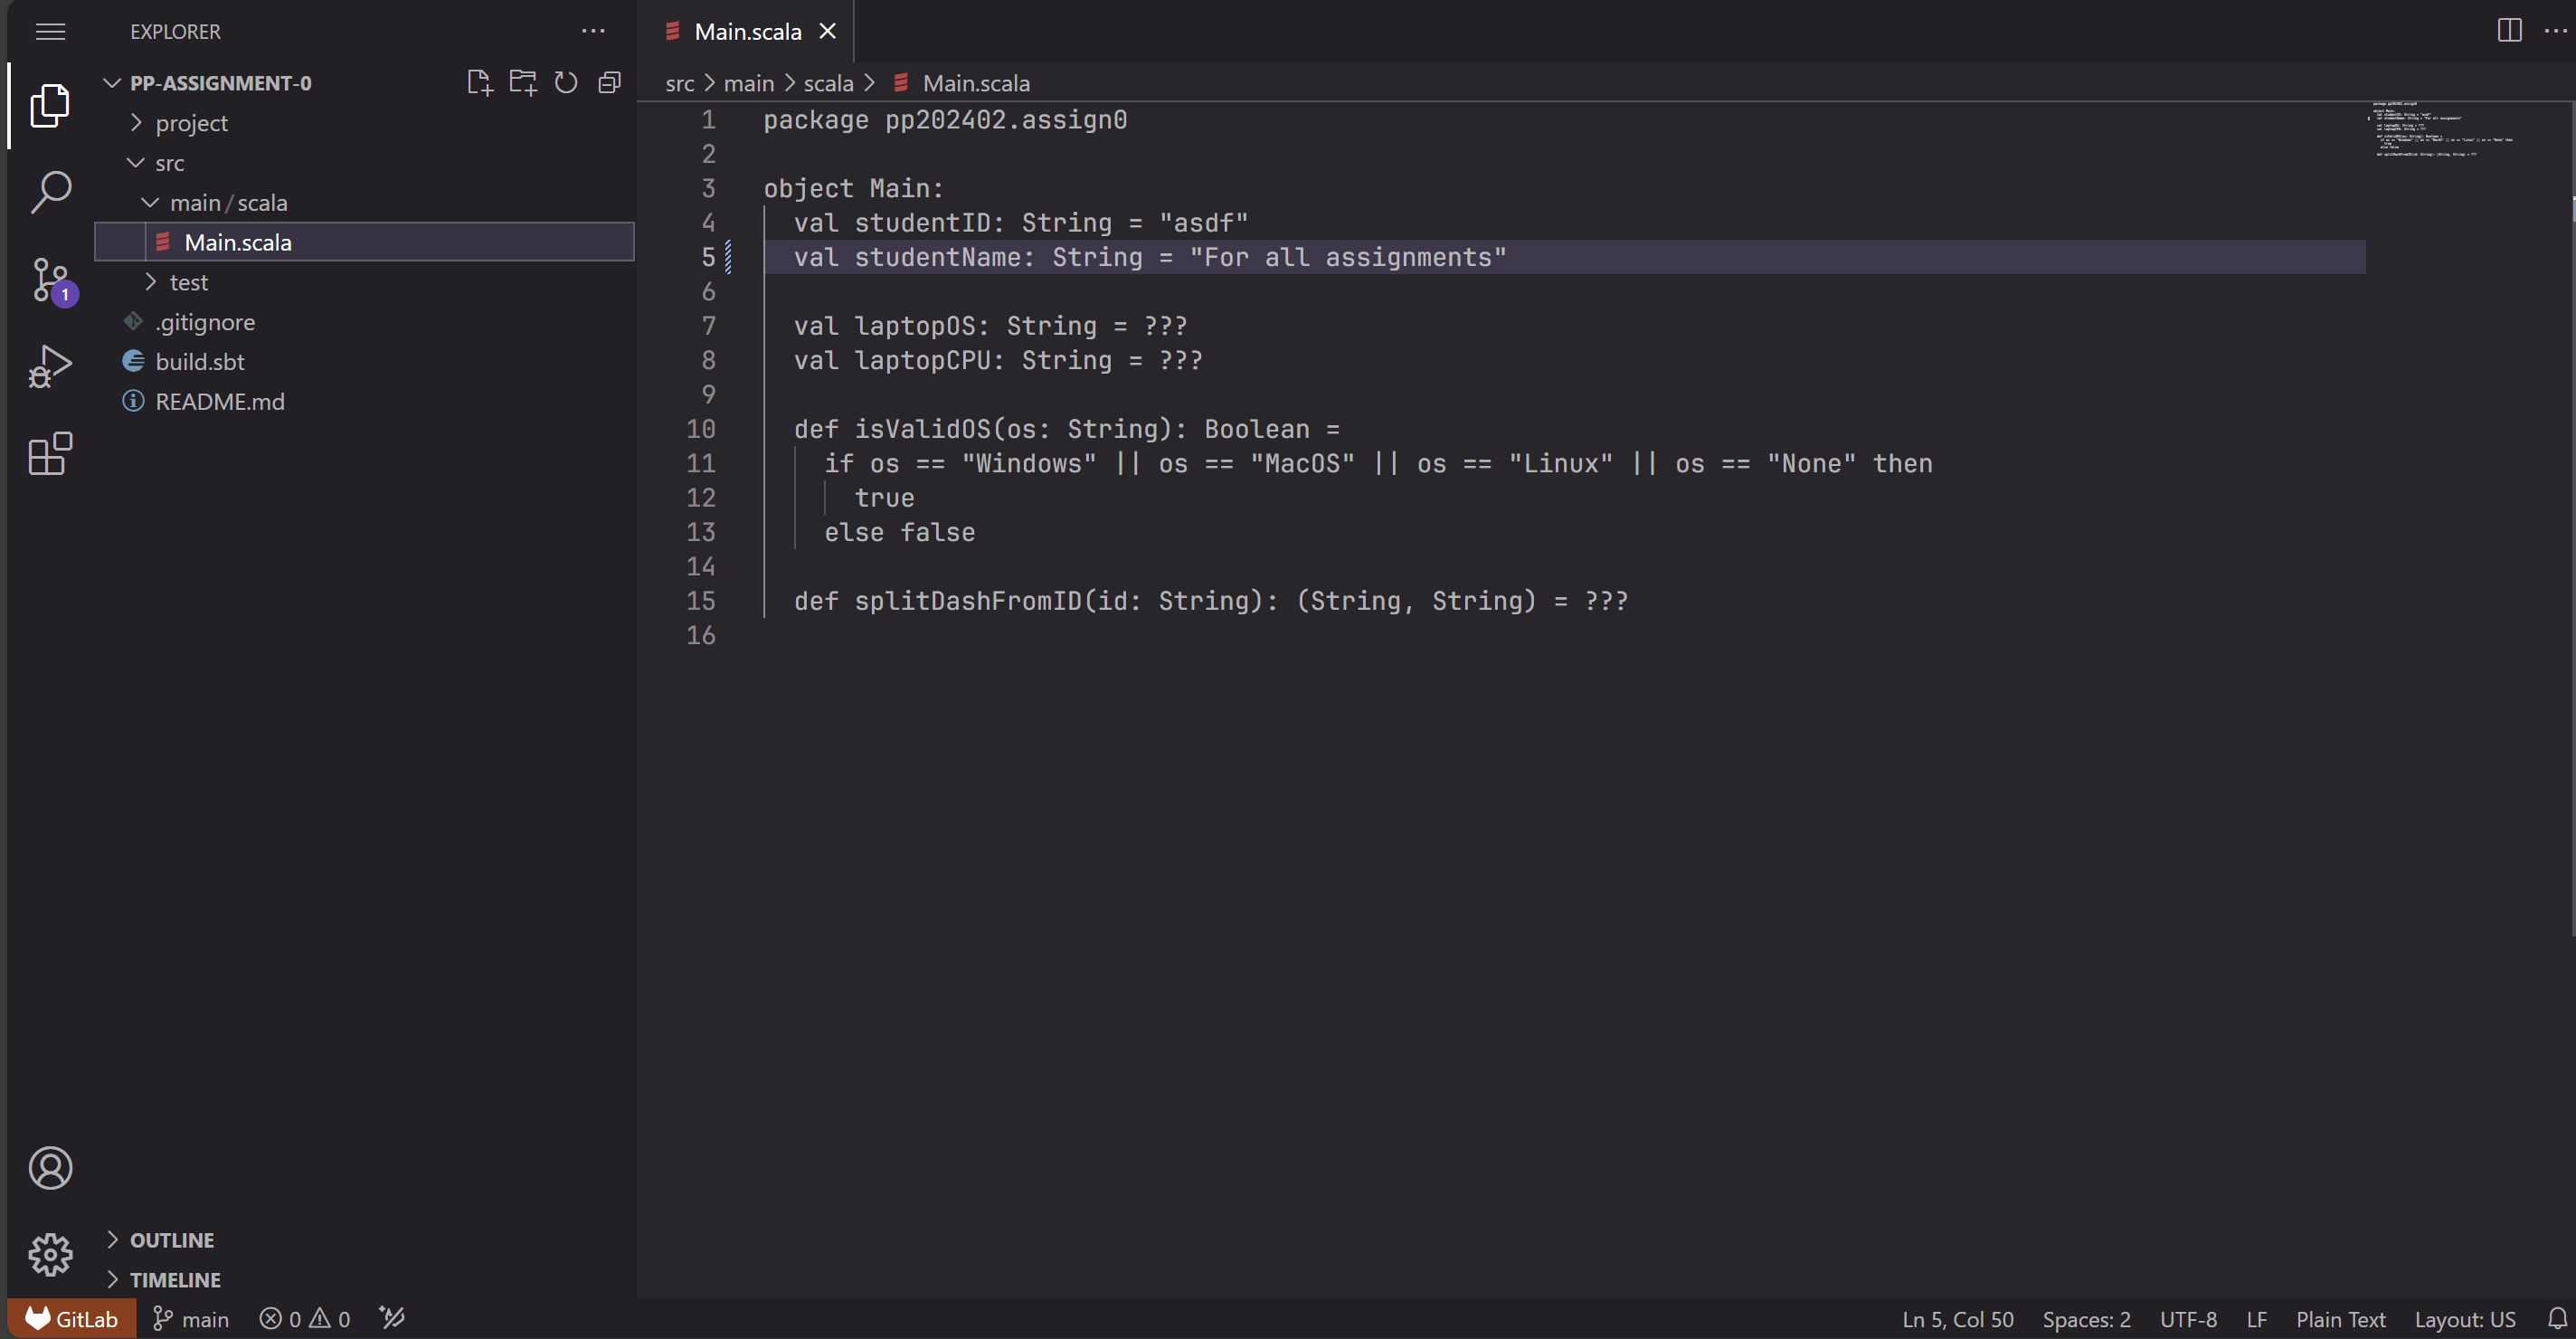 EXPLORER
PP-ASSIGNMENT-0
project
src
main/scala
Main.scala
test
.gitignore
build.sbt
README.md
1
OUTLINE
TIMELINE
Main.scala
src > main > scala > Main.scala
1 package pp202402.assign0
2
3 object Main:
4 val studentID: String = "asdf"
5 val studentName: String = "For all assignments"
6
7 val laptopOS: String = ???
8 val laptopCPU: String = ???
9
10 def isValidOS(os: String): Boolean =
11 if os == "Windows" || os == "MacOS" || os == "Linux" || os == "None" then
12 true
13 else false
14
15 def splitDashFromID(id: String): (String, String) = ???
16
GitLab main 0 0 Ln 5, Col 50 Spaces: 2 UTF-8 LF Plain Text Layout: US